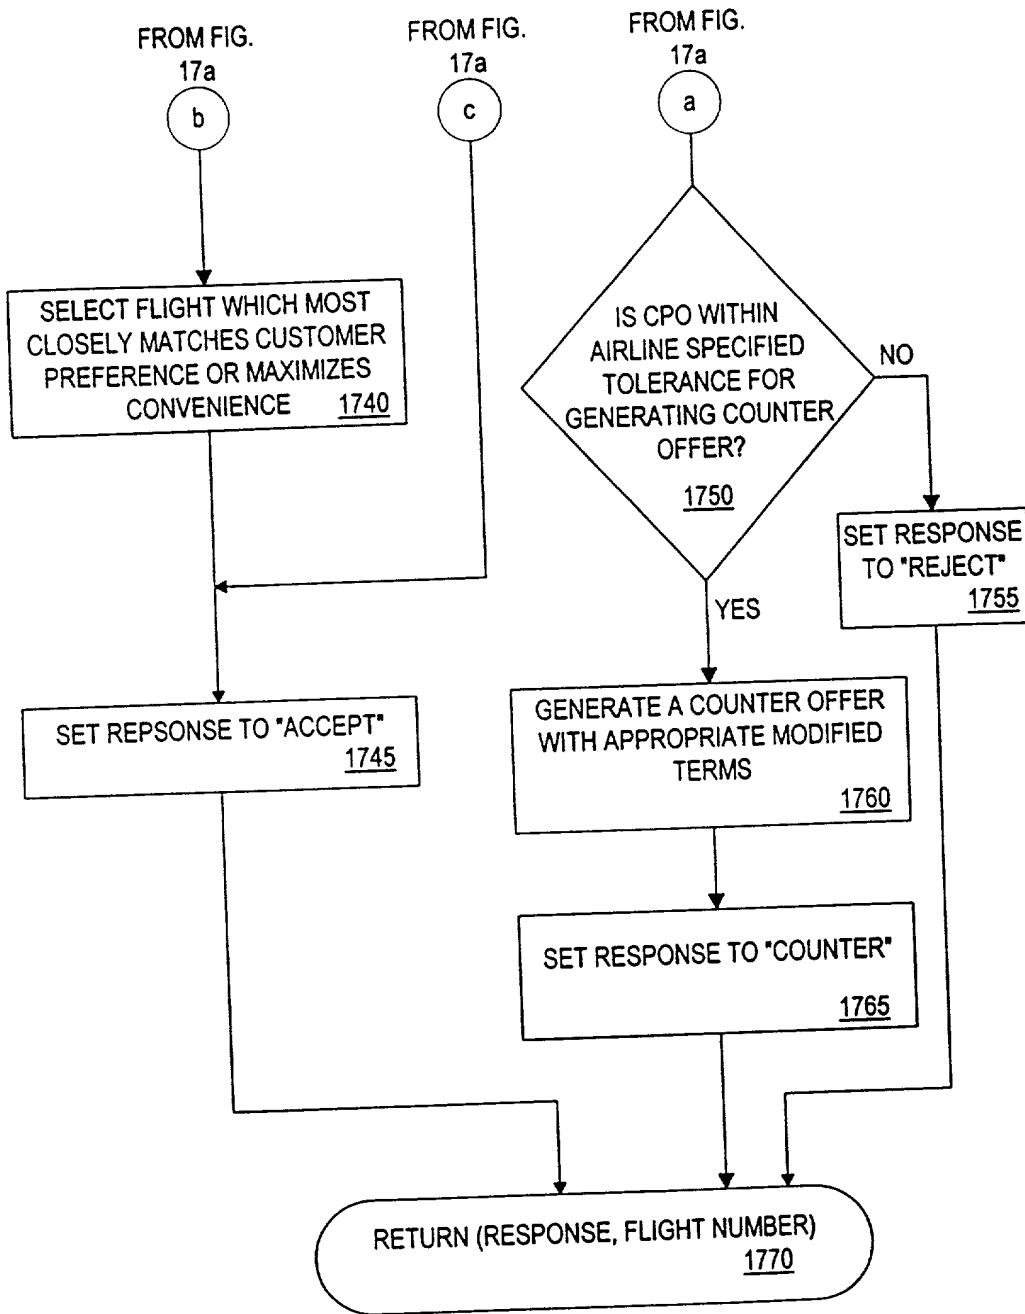 FROM FIG.
17a
b
FROM FIG.
17a
c
FROM FIG.
17a
a
SELECT FLIGHT WHICH MOST
CLOSELY MATCHES CUSTOMER
PREFERENCE OR MAXIMIZES
CONVENIENCE 1740
IS CPO WITHIN
AIRLINE SPECIFIED
TOLERANCE FOR
GENERATING COUNTER
OFFER?
1750
NO
SET RESPONSE
TO "REJECT"
1755
YES
SET REPSONSE TO "ACCEPT"
1745
GENERATE A COUNTER OFFER
WITH APPROPRIATE MODIFIED
TERMS
1760
SET RESPONSE TO "COUNTER"
1765
RETURN (RESPONSE, FLIGHT NUMBER)
1770